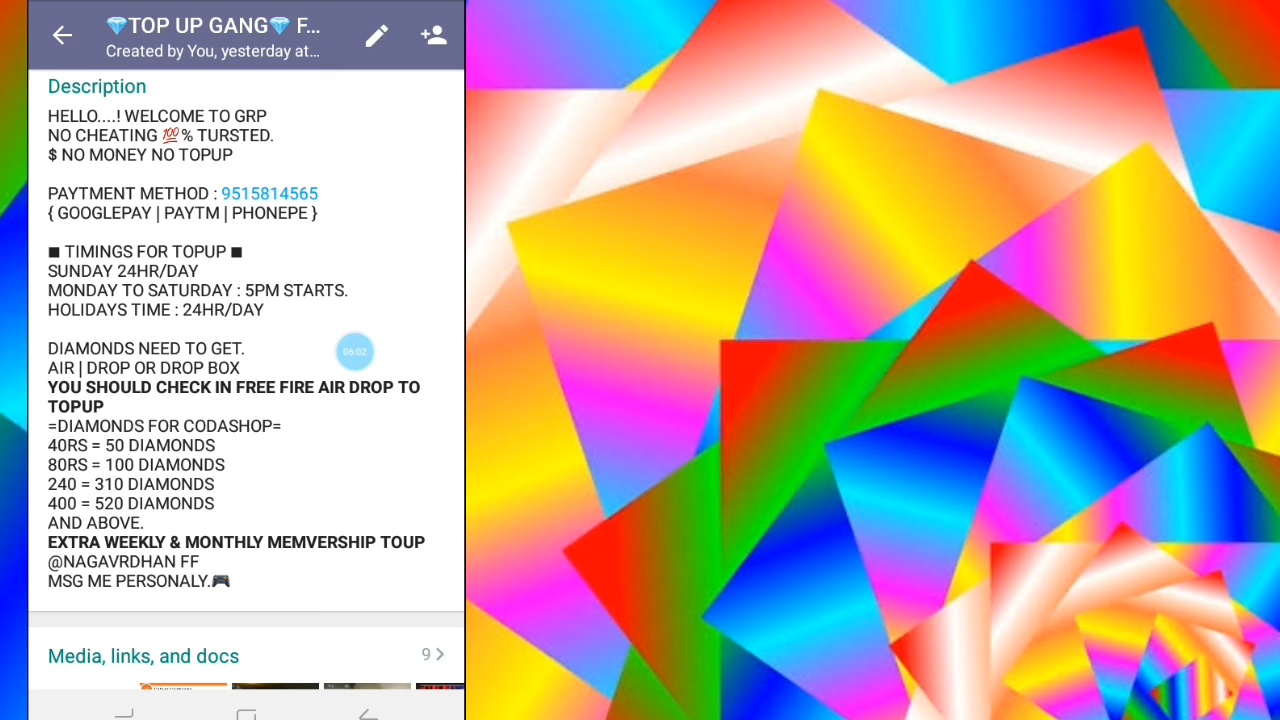 💎TOP UP GANG💎 F...
Created by You, yesterday at...
Description
HELLO....! WELCOME TO GRP
NO CHEATING 💯% TURSTED.
$ NO MONEY NO TOPUP
PAYTMENT METHOD : 9515814565
{ GOOGLEPAY | PAYTM | PHONEPE }
■ TIMINGS FOR TOPUP ■
SUNDAY 24HR/DAY
MONDAY TO SATURDAY : 5PM STARTS.
HOLIDAYS TIME : 24HR/DAY
06:02
DIAMONDS NEED TO GET.
AIR | DROP OR DROP BOX
YOU SHOULD CHECK IN FREE FIRE AIR DROP TO
TOPUP
=DIAMONDS FOR CODASHOP=
40RS = 50 DIAMONDS
80RS = 100 DIAMONDS
240 = 310 DIAMONDS
400 = 520 DIAMONDS
AND ABOVE.
EXTRA WEEKLY & MONTHLY MEMVERSHIP TOUP
@NAGAVRDHAN FF
MSG ME PERSONALY.🎮
Media, links, and docs
9